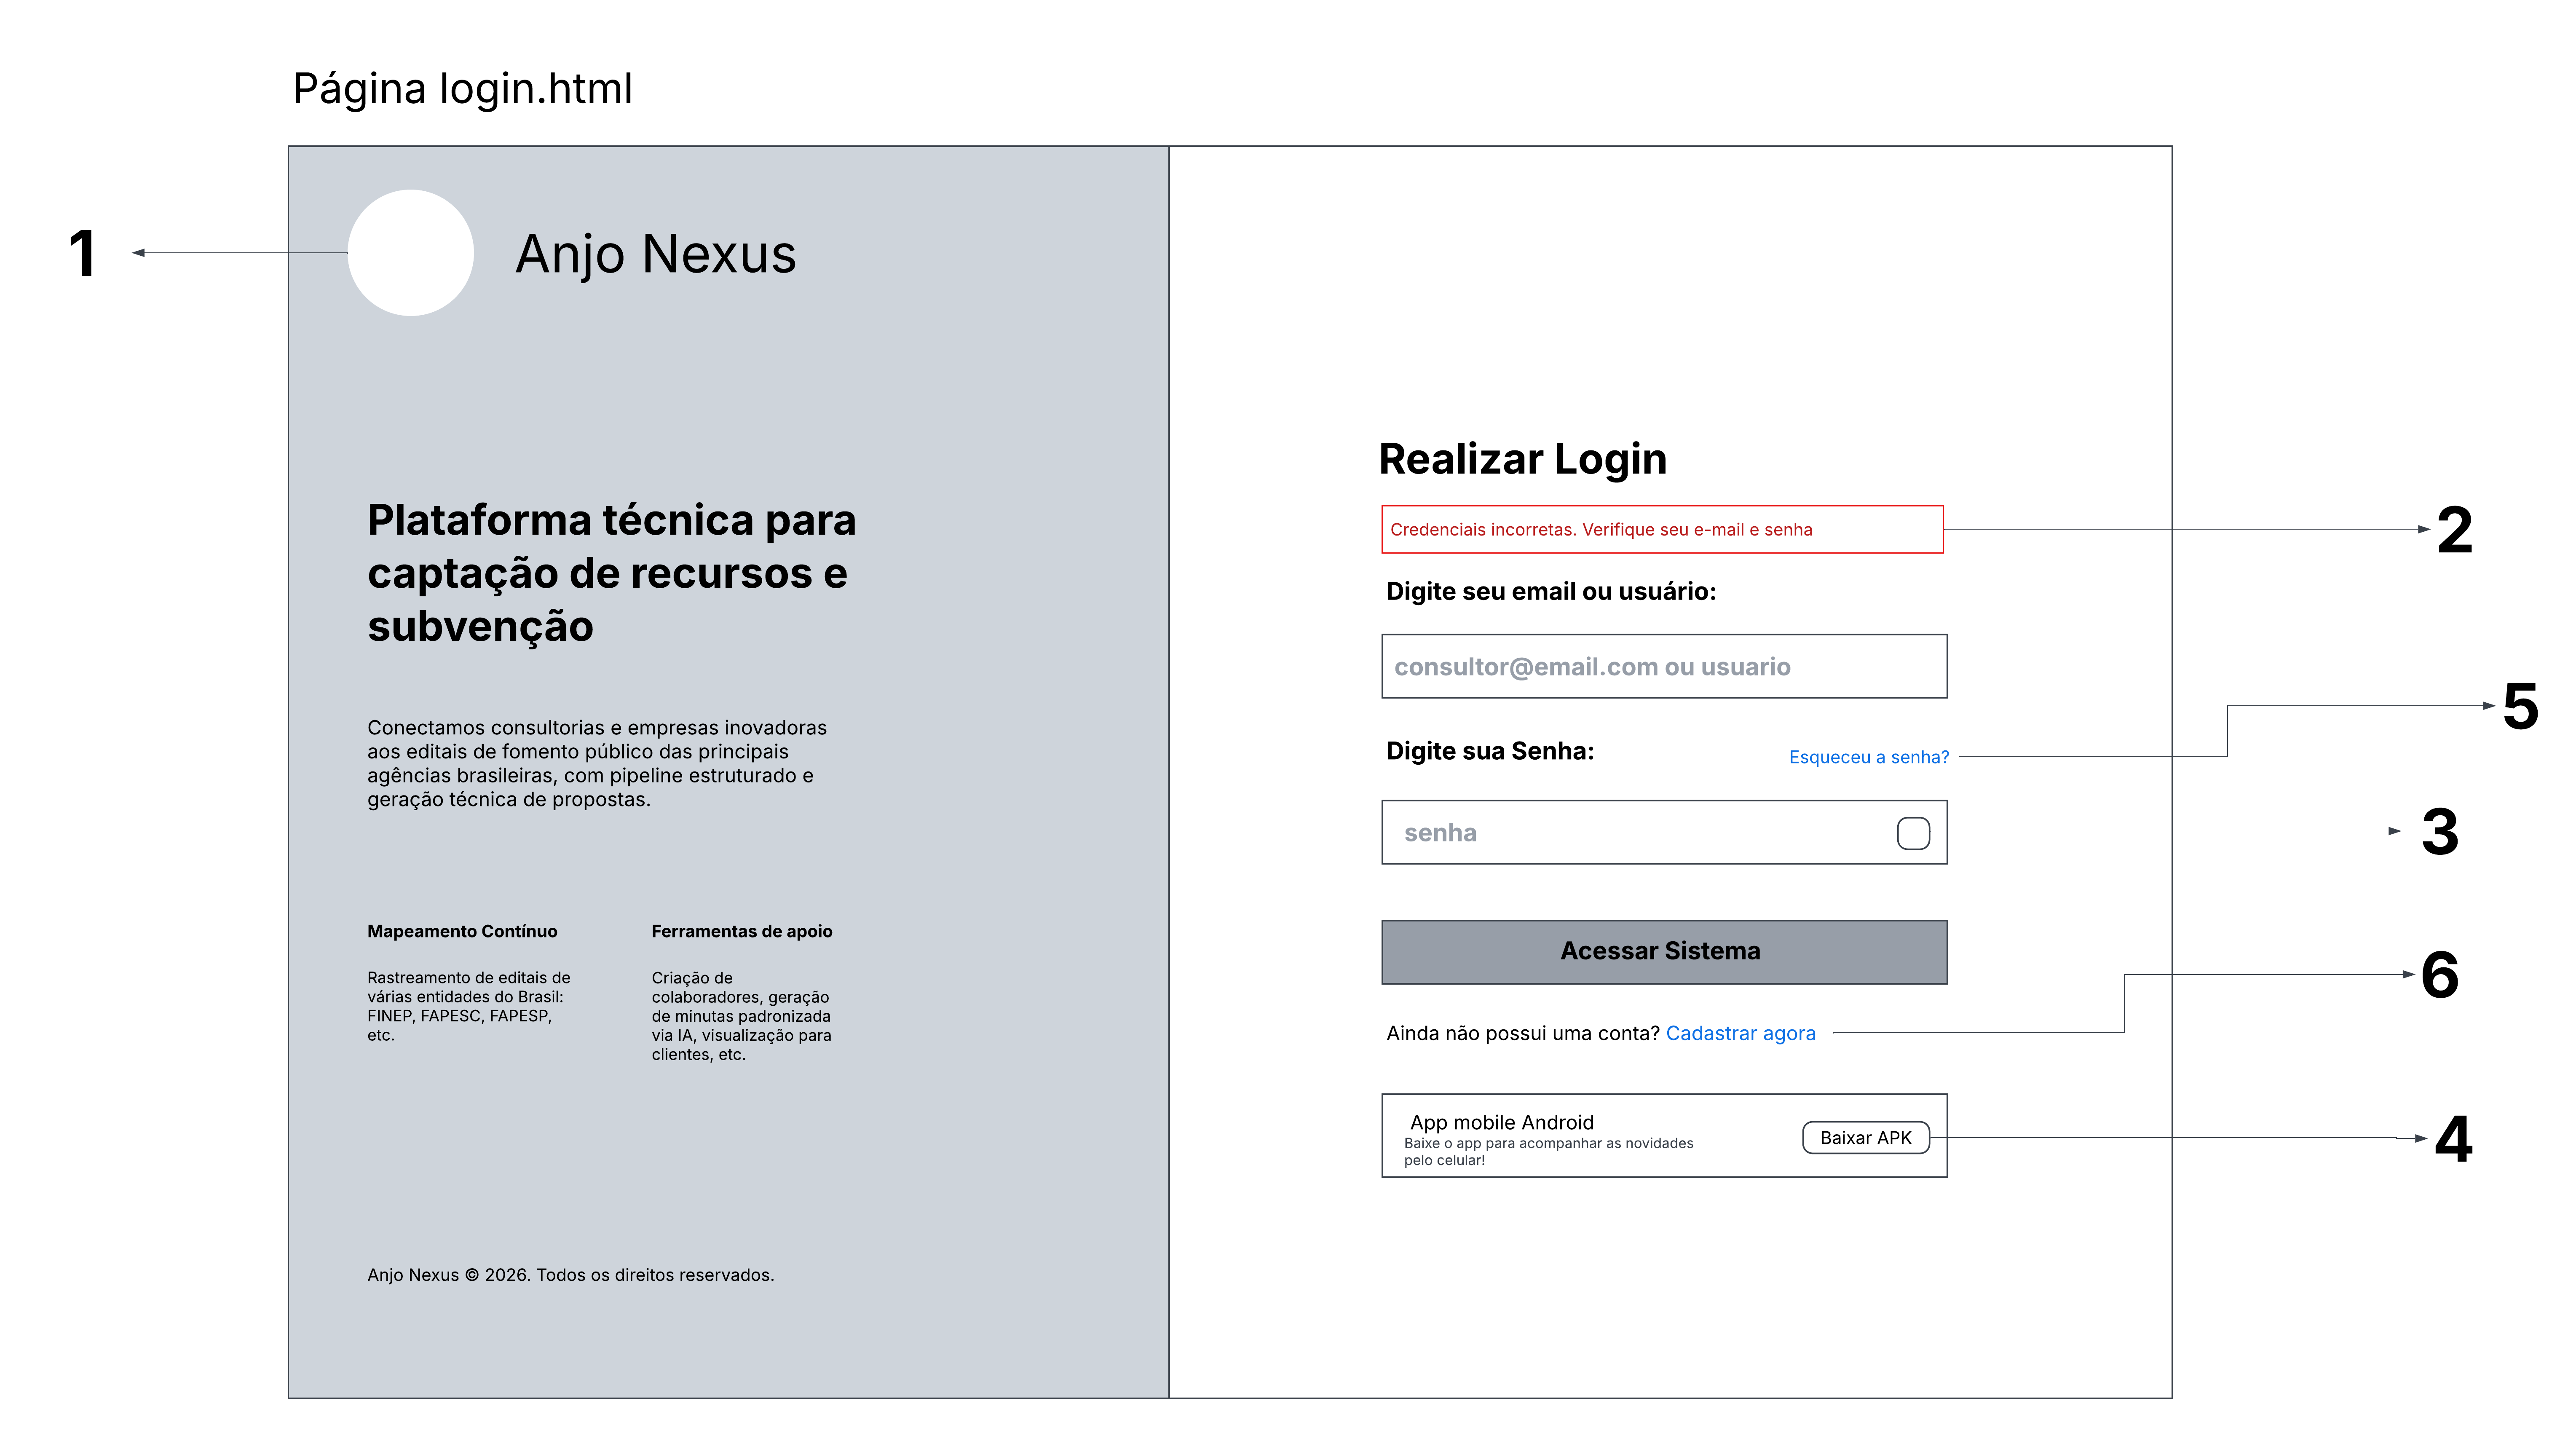 Página login.html
1
Anjo Nexus
Plataforma técnica para
captação de recursos e
subvenção
Conectamos consultorias e empresas inovadoras
aos editais de fomento público das principais
agências brasileiras, com pipeline estruturado e
geração técnica de propostas.
Mapeamento Contínuo
Rastreamento de editais de
várias entidades do Brasil:
FINEP, FAPESC, FAPESP,
etc.
Ferramentas de apoio
Criação de
colaboradores, geração
de minutas padronizada
via IA, visualização para
clientes, etc.
Anjo Nexus © 2026. Todos os direitos reservados.
Realizar Login
Credenciais incorretas. Verifique seu e-mail e senha
2
Digite seu email ou usuário:
consultor@email.com ou usuario
Digite sua Senha:
Esqueceu a senha?
5
senha
3
Acessar Sistema
6
Ainda não possui uma conta? Cadastrar agora
App mobile Android
Baixe o app para acompanhar as novidades
pelo celular!
Baixar APK
4